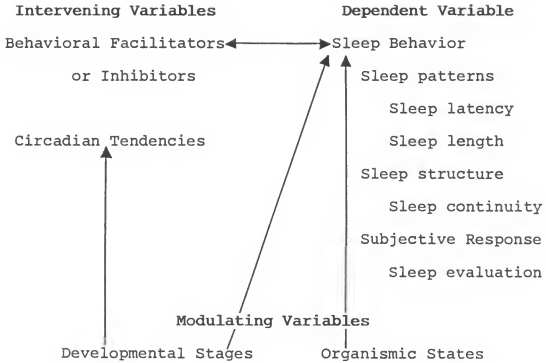 Intervening Variables Dependent Variable
Behavioral Facilitators Sleep Behavior
or Inhibitors Sleep patterns
Sleep latency
Circadian Tendencies Sleep length
Sleep structure
Sleep continuity
Subjective Response
Sleep evaluation
Modulating Variables
Developmental Stages Organismic States